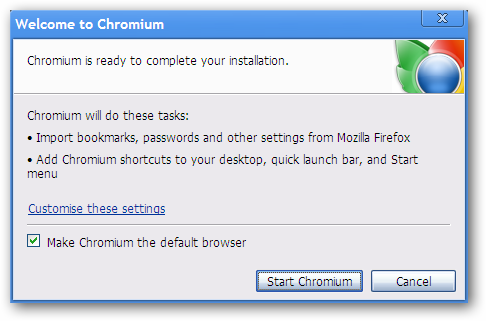 Welcome to Chromium
Chromium is ready to complete your installation.
Chromium will do these tasks:
• Import bookmarks, passwords and other settings from Mozilla Firefox
• Add Chromium shortcuts to your desktop, quick launch bar, and Start
menu
Customise these settings
Make Chromium the default browser
Start Chromium
Cancel